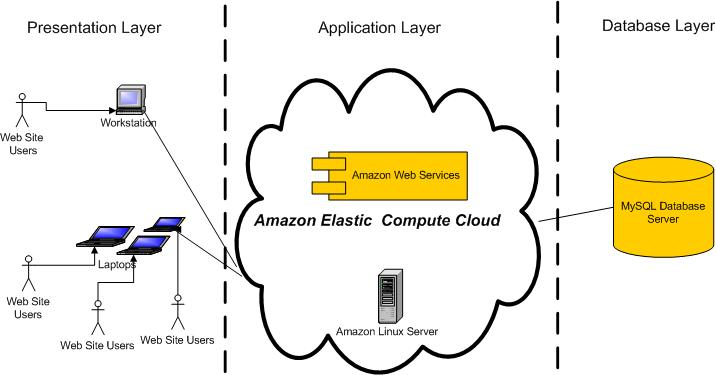 Presentation Layer
Application Layer
Database Layer
Workstation
Web Site
Users
Amazon Web Services
Amazon Elastic Compute Cloud
MySQL Database
Server
Laptops
Web Site
Users
Web Site Users
Web Site Users
Amazon Linux Server